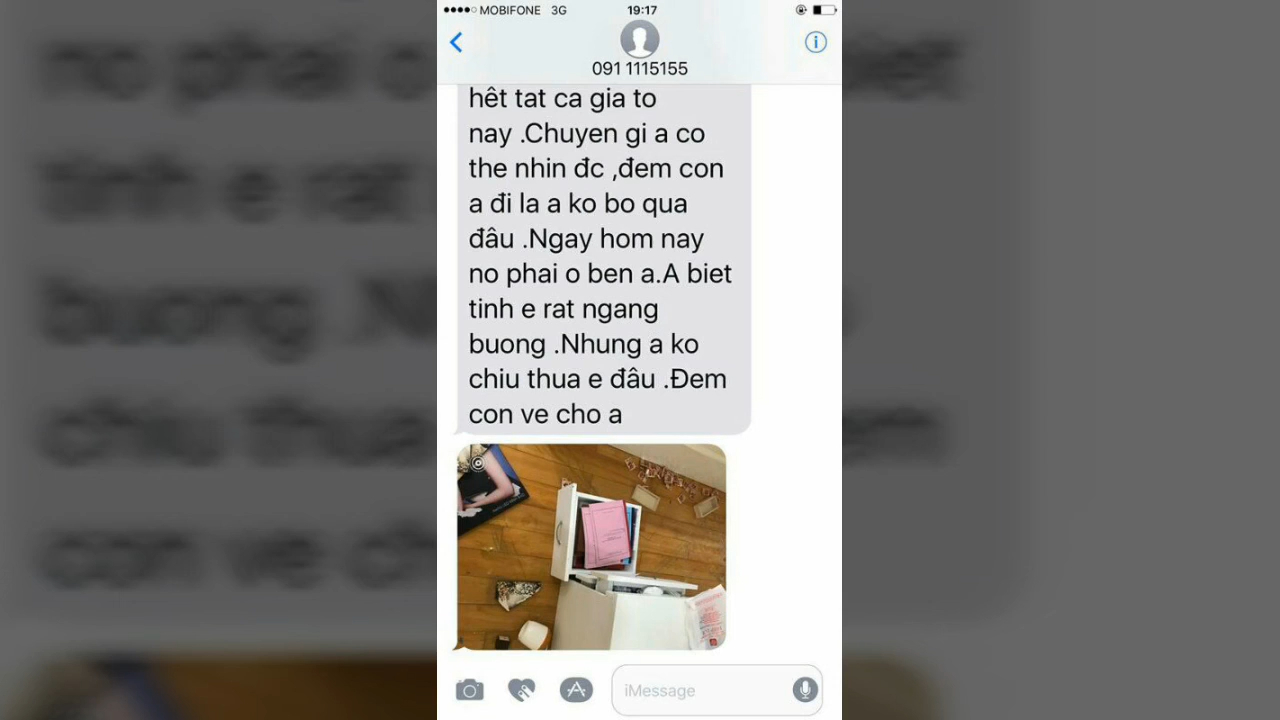 MOBIFONE 3G 19:17
091 1115155
hêt tat ca gia to
nay .Chuyen gi a co
the nhin đc ,đem con
a đi la a ko bo qua
đâu .Ngay hom nay
no phai o ben a.A biet
tinh e rat ngang
buong .Nhung a ko
chiu thua e đâu .Đem
con ve cho a
iMessage